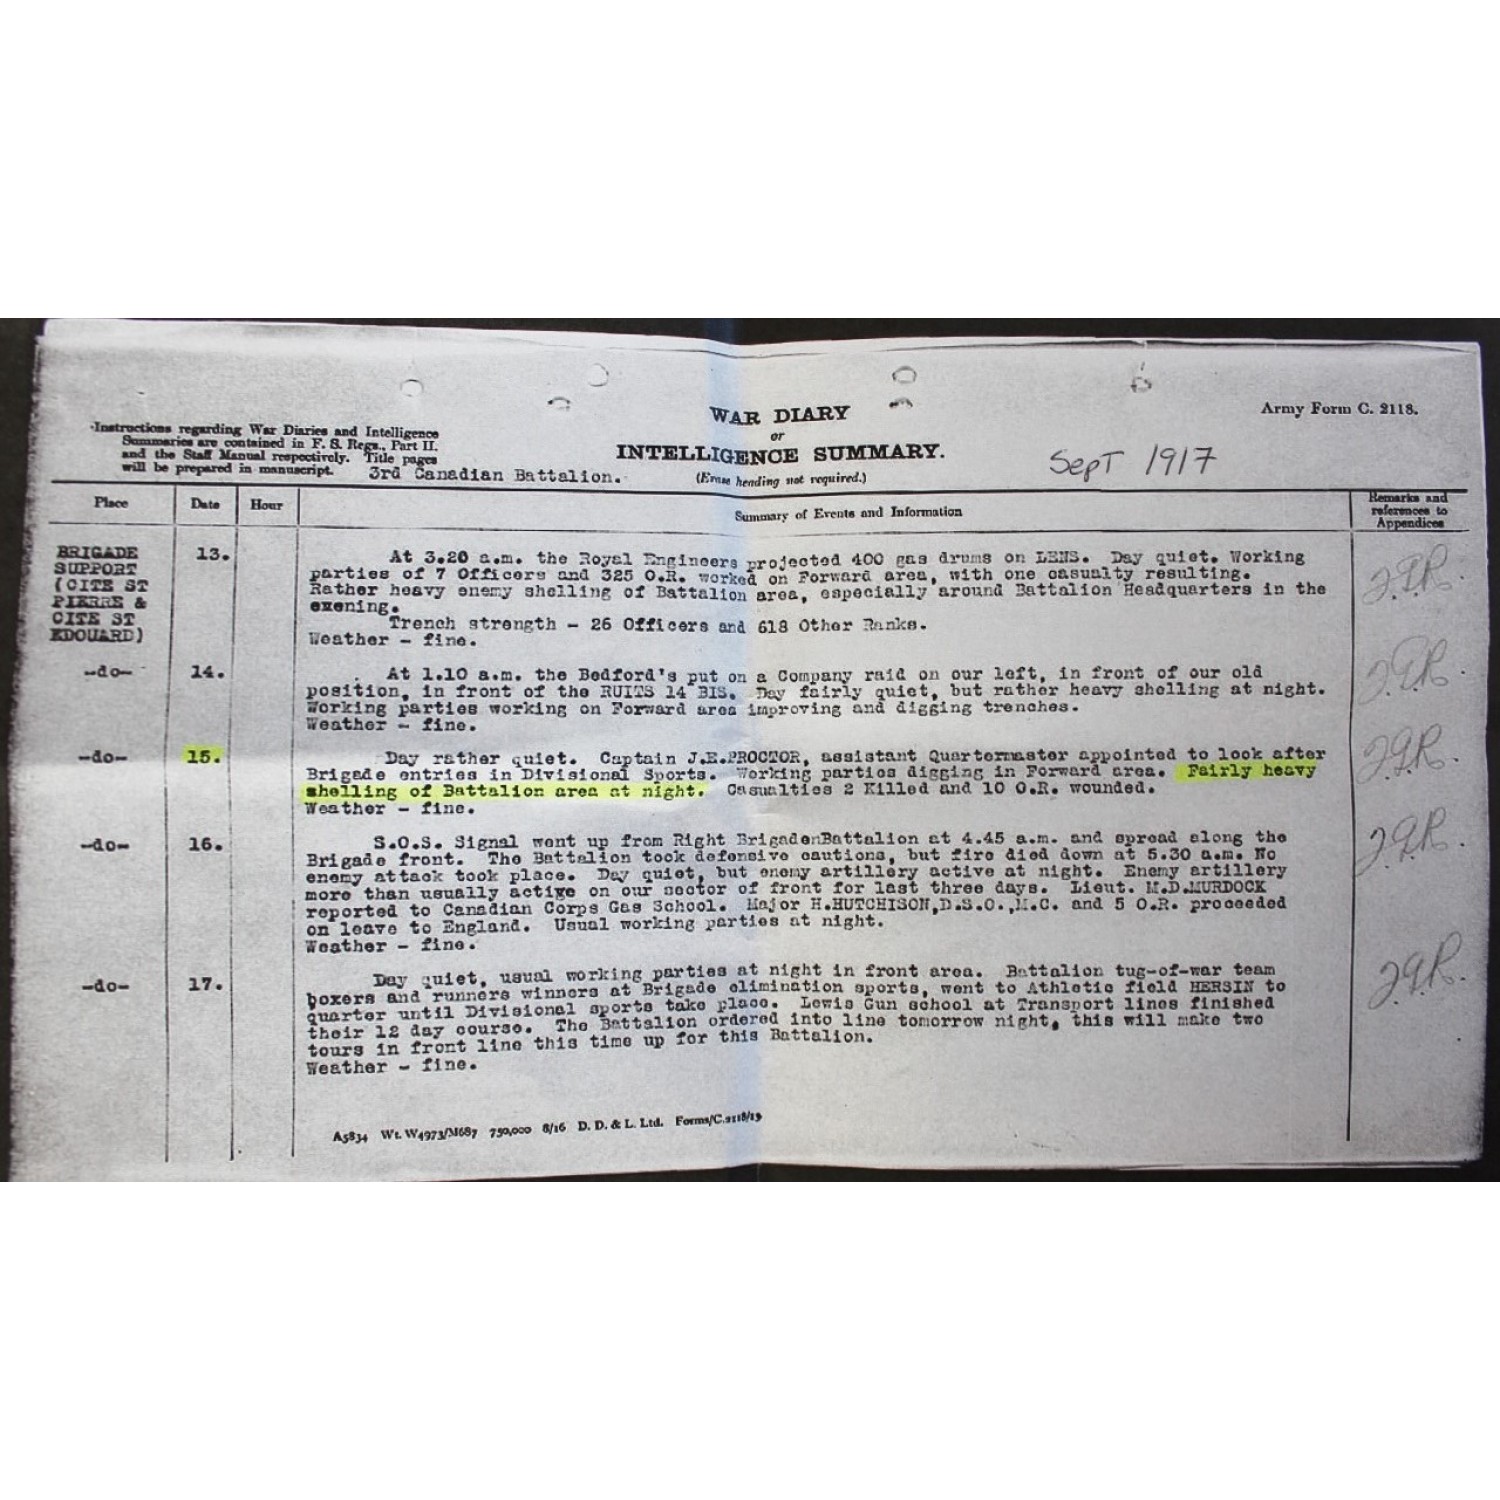 WAR DIARY
or
INTELLIGENCE SUMMARY.
(Erase heading not required.)
Army Form C. 2118.
Instructions regarding War Diaries and Intelligence
Summaries are contained in F. S. Regs., Part II.
and the Staff Manual respectively. Title pages
will be prepared in manuscript.
3rd Canadian Battalion.
Sept 1917
Place Date Hour Summary of Events and Information Remarks and
references to
Appendices
BRIGADE
SUPPORT
(CITE ST
PIERRE &
CITE ST
EDOUARD)
13. At 3.20 a.m. the Royal Engineers projected 400 gas drums on LENS. Day quiet. Working
parties of 7 Officers and 325 O.R. worked on Forward area, with one casualty resulting.
Rather heavy enemy shelling of Battalion area, especially around Battalion Headquarters in the
exening.
Trench strength - 26 Officers and 618 Other Ranks.
Weather - fine.
-do- 14. At 1.10 a.m. the Bedford's put on a Company raid on our left, in front of our old
position, in front of the RUITS 14 BIS. Day fairly quiet, but rather heavy shelling at night.
Working parties working on Forward area improving and digging trenches.
Weather - fine.
-do- 15. Day rather quiet. Captain J.E.PROCTOR, assistant Quartermaster appointed to look after
Brigade entries in Divisional Sports. Working parties digging in Forward area. Fairly heavy
shelling of Battalion area at night. Casualties 2 Killed and 10 O.R. wounded.
Weather - fine.
-do- 16. S.O.S. Signal went up from Right BrigadenBattalion at 4.45 a.m. and spread along the
Brigade front. The Battalion took defensive cautions, but fire died down at 5.30 a.m. No
enemy attack took place. Day quiet, but enemy artillery active at night. Enemy artillery
more than usually active on our sector of front for last three days. Lieut. M.D.MURDOCK
reported to Canadian Corps Gas School. Major H.HUTCHISON,D.S.O.,M.C. and 5 O.R. proceeded
on leave to England. Usual working parties at night.
Weather - fine.
-do- 17. Day quiet, usual working parties at night in front area. Battalion tug-of-war team
boxers and runners winners at Brigade elimination sports, went to Athletic field HERSIN to
quarter until Divisional sports take place. Lewis Gun school at Transport lines finished
their 12 day course. The Battalion ordered into line tomorrow night, this will make two
tours in front line this time up for this Battalion.
Weather - fine.
A5834 Wt. W4973/M687 750,000 8/16 D. D. & L. Ltd. Forms/C.2118/13